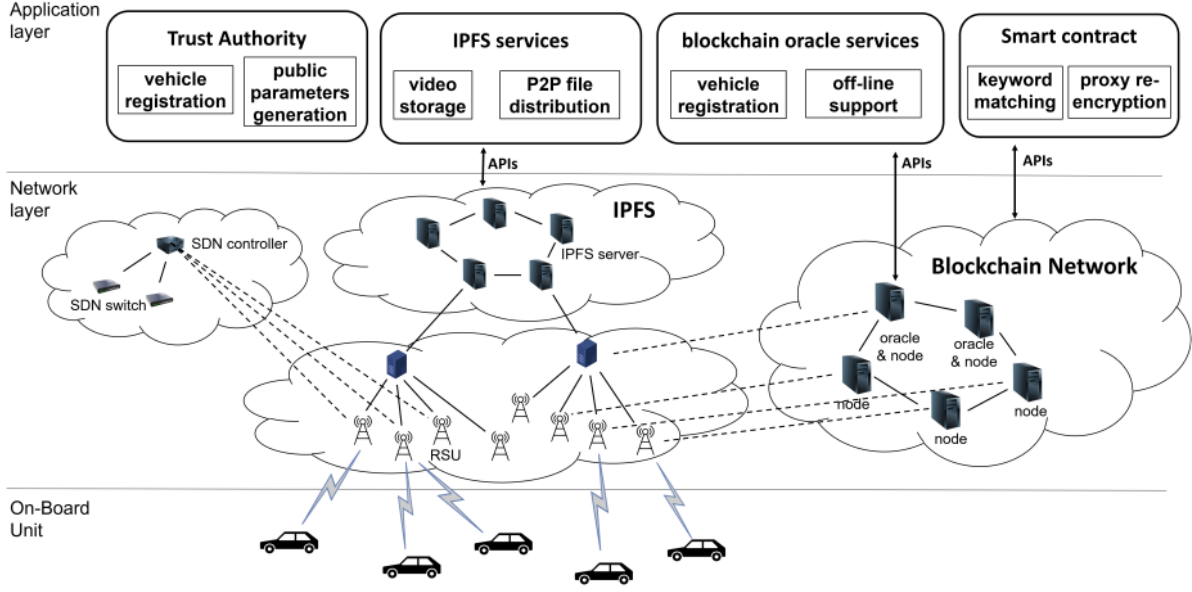 Application
layer
Trust Authority
vehicle
registration
public
parameters
generation
IPFS services
video
storage
P2P file
distribution
blockchain oracle services
vehicle
registration
off-line
support
Smart contract
keyword
matching
proxy re-
encryption
APIs
APIs
APIs
Network
layer
SDN controller
SDN switch
IPFS
IPFS server
Blockchain Network
oracle
& node
oracle
& node
node
node
node
RSU
On-Board
Unit